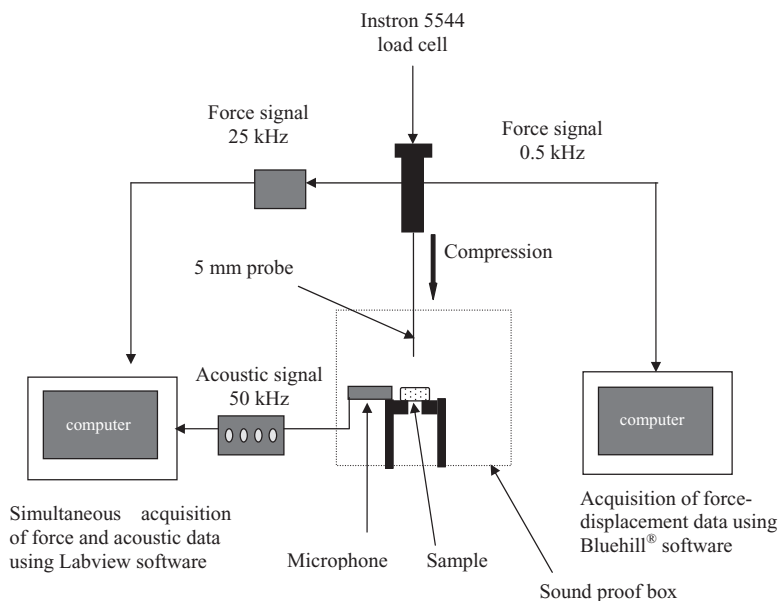 Instron 5544
load cell
Force signal
25 kHz
Force signal
0.5 kHz
Compression
5 mm probe
Acoustic signal
50 kHz
computer
computer
Simultaneous acquisition
of force and acoustic data
using Labview software
Microphone
Sample
Acquisition of force-
displacement data using
Bluehill® software
Sound proof box